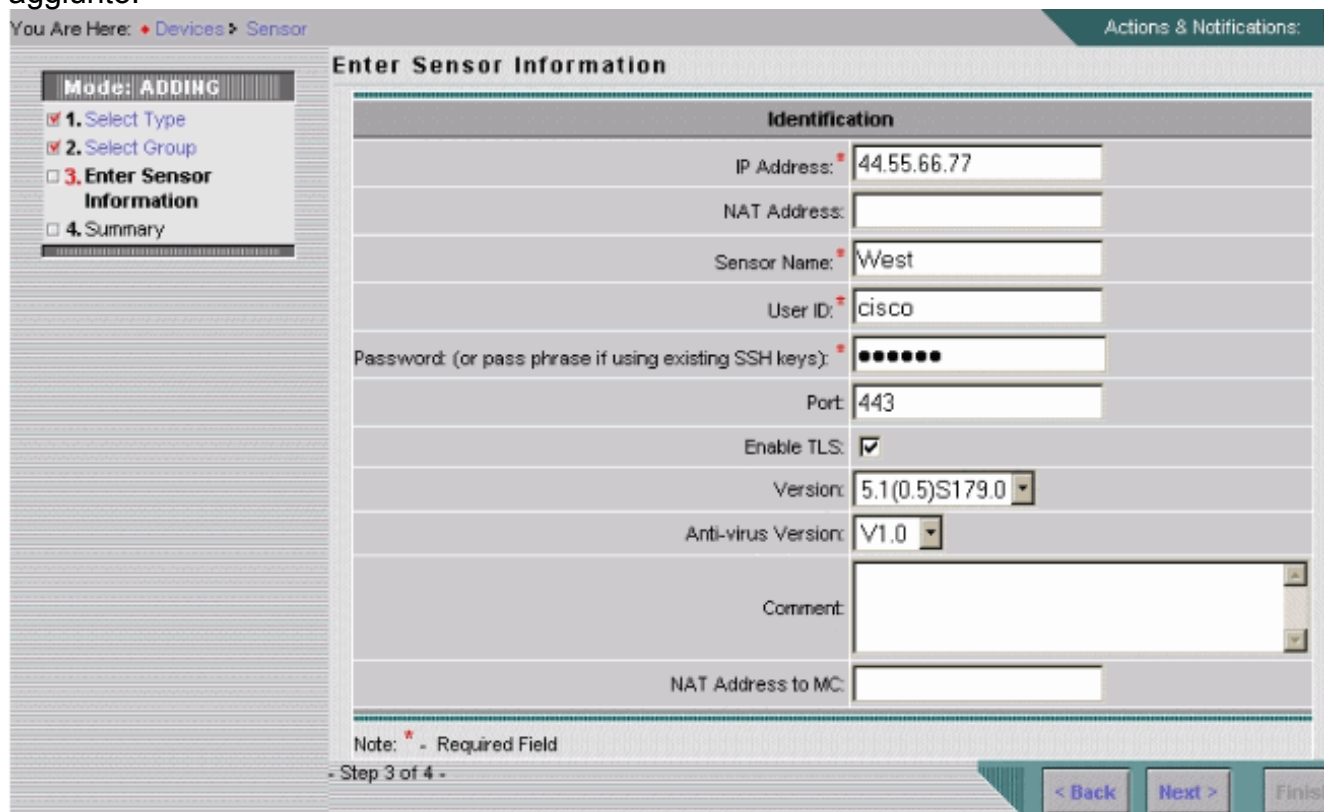 aggiunto.
You Are Here: Devices > Sensor
Actions & Notifications:
Mode: ADDING
1. Select Type
2. Select Group
3. Enter Sensor
Information
4. Summary
Enter Sensor Information
Identification
IP Address:* 44.55.66.77
NAT Address:
Sensor Name:* West
User ID:* cisco
Password: (or pass phrase if using existing SSH keys): * ●●●●●●
Port: 443
Enable TLS:
Version: 5.1(0.5)S179.0
Anti-virus Version: V1.0
Comment:
NAT Address to MC:
Note: * - Required Field
- Step 3 of 4 -
< Back
Next >
Finis